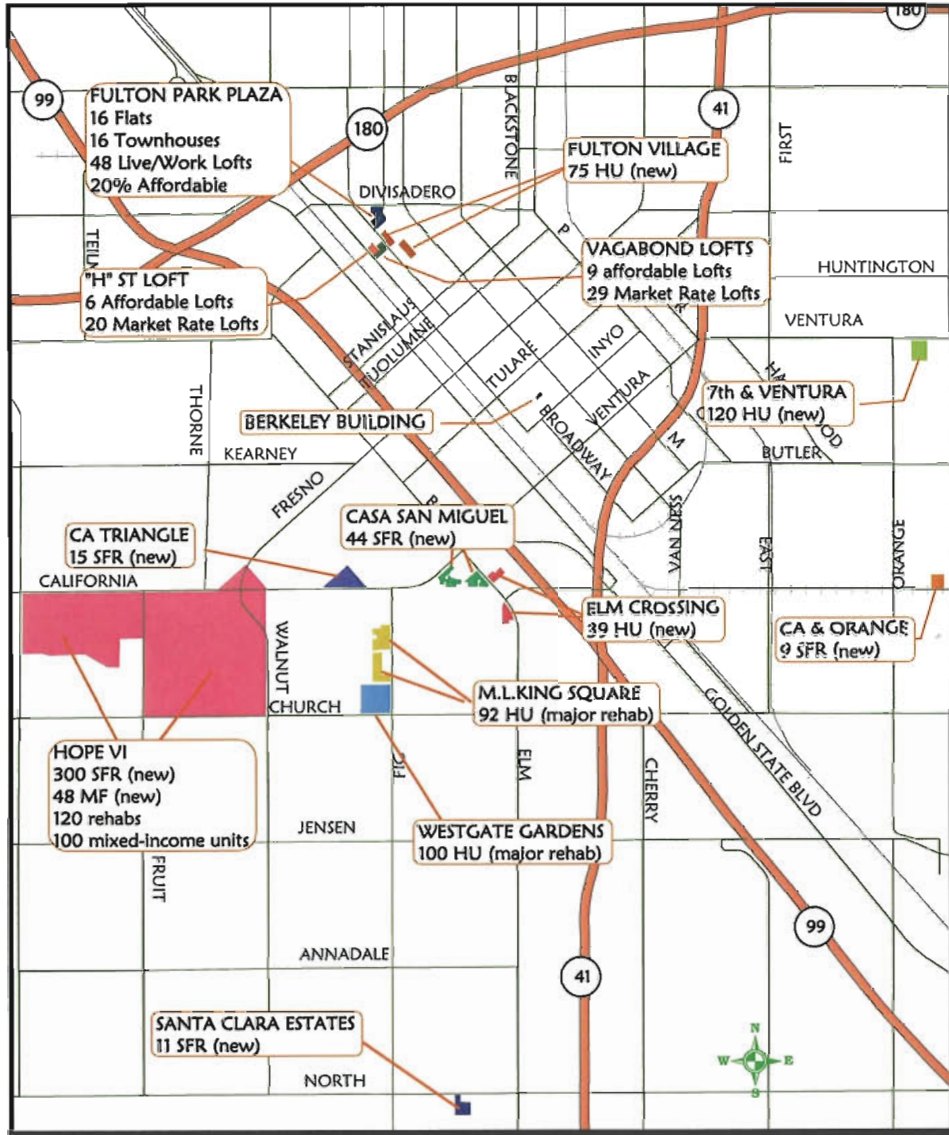 180
99
FULTON PARK PLAZA
16 Flats
16 Townhouses
48 Live/Work Lofts
20% Affordable
180
BLACKSTONE
41
FIRST
FULTON VILLAGE
75 HU (new)
DIVISADERO
P
VAGABOND LOFTS
9 affordable Lofts
29 Market Rate Lofts
HUNTINGTON
"H" ST LOFT
6 Affordable Lofts
20 Market Rate Lofts
STANISLAUS
TUOLUMNE
TULARE
INYO
VENTURA
VENTURA
7th & VENTURA
120 HU (new)
THORNE
BERKELEY BUILDING
BROADWAY
M
KEARNEY
BUTLER
FRESNO
CASA SAN MIGUEL
44 SFR (new)
CA TRIANGLE
15 SFR (new)
VAN NESS
EAST
ORANGE
CALIFORNIA
ELM CROSSING
39 HU (new)
CA & ORANGE
9 SFR (new)
WALNUT
M.L.KING SQUARE
92 HU (major rehab)
CHURCH
GOLDEN STATE BLVD
HOPE VI
300 SFR (new)
48 MF (new)
120 rehabs
100 mixed-income units
FIG
ELM
CHERRY
JENSEN
WESTGATE GARDENS
100 HU (major rehab)
FRUIT
99
ANNADALE
41
SANTA CLARA ESTATES
11 SFR (new)
N
W
E
S
NORTH